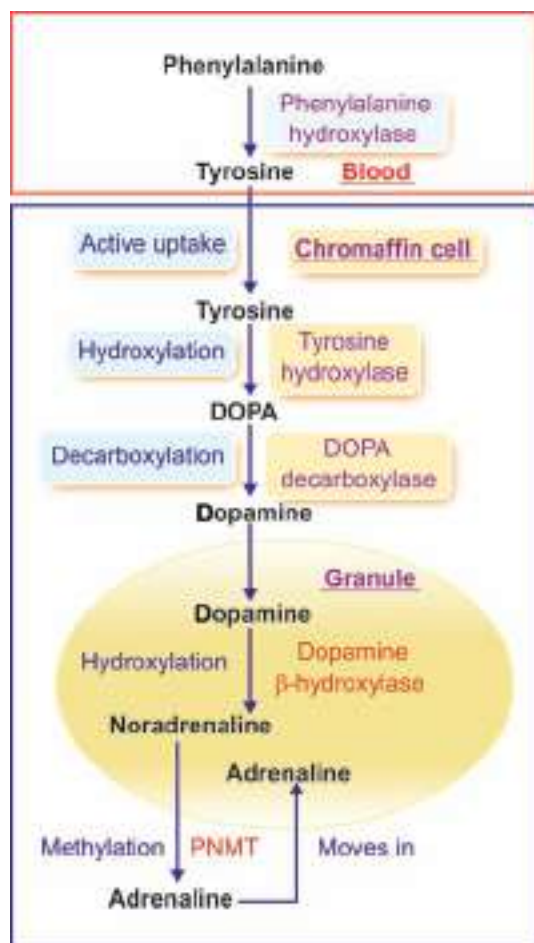 Phenylalanine
Phenylalanine
hydroxylase
Tyrosine
Blood
Active uptake
Chromaffin cell
Tyrosine
Hydroxylation
Tyrosine
hydroxylase
DOPA
Decarboxylation
DOPA
decarboxylase
Dopamine
Granule
Dopamine
Hydroxylation
Dopamine
β-hydroxylase
Noradrenaline
Adrenaline
Methylation
PNMT
Moves in
Adrenaline